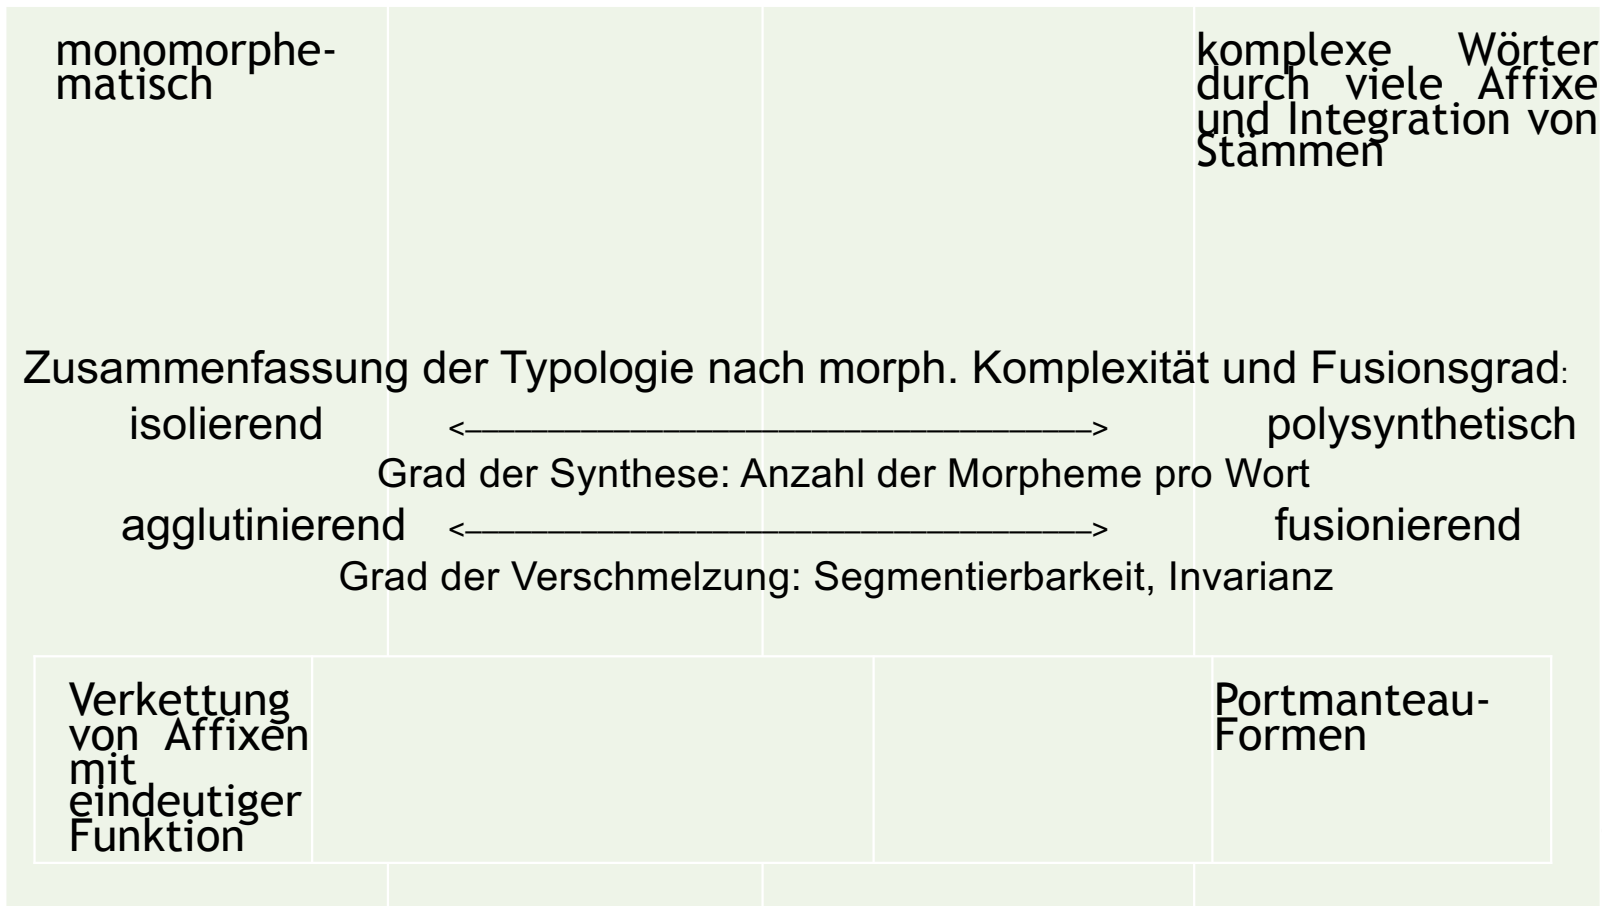 monomorphe-
matisch
komplexe Wörter
durch viele Affixe
und Integration von
Stämmen
Zusammenfassung der Typologie nach morph. Komplexität und Fusionsgrad:
isolierend <–––––––––––––––––––––––––––––––––––––––> polysynthetisch
Grad der Synthese: Anzahl der Morpheme pro Wort
agglutinierend <–––––––––––––––––––––––––––––––––––––––> fusionierend
Grad der Verschmelzung: Segmentierbarkeit, Invarianz
Verkettung
von Affixen
mit
eindeutiger
Funktion
Portmanteau-
Formen